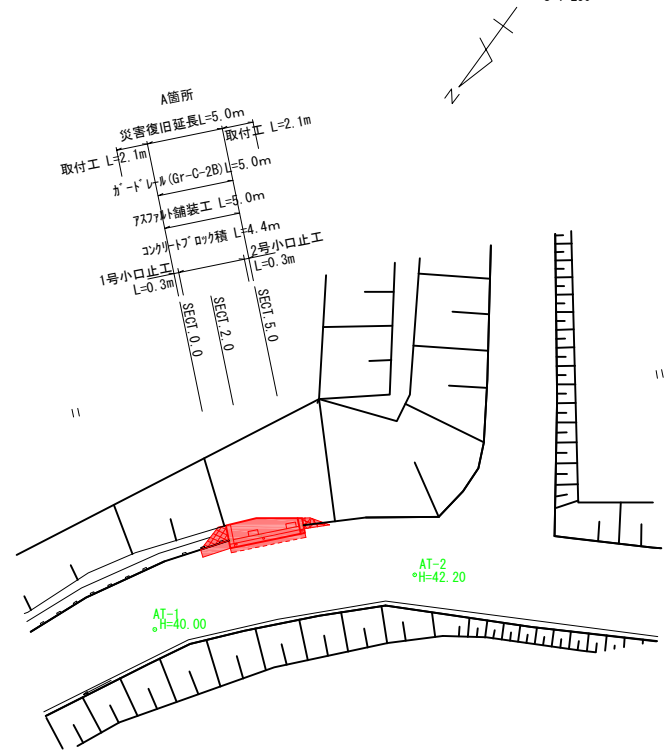 N
A箇所
災害復旧延長L=5.0m
取付工 L=2.1m
取付工 L=2.1m
ガードレール(Gr-C-2B)L=5.0m
アスファルト舗装工 L=5.0m
コンクリートブロック積 L=4.4m
1号小口止工
L=0.3m
2号小口止工
L=0.3m
SECT.0.0
SECT.2.0
SECT.5.0
AT-2
H=42.20
AT-1
H=40.00